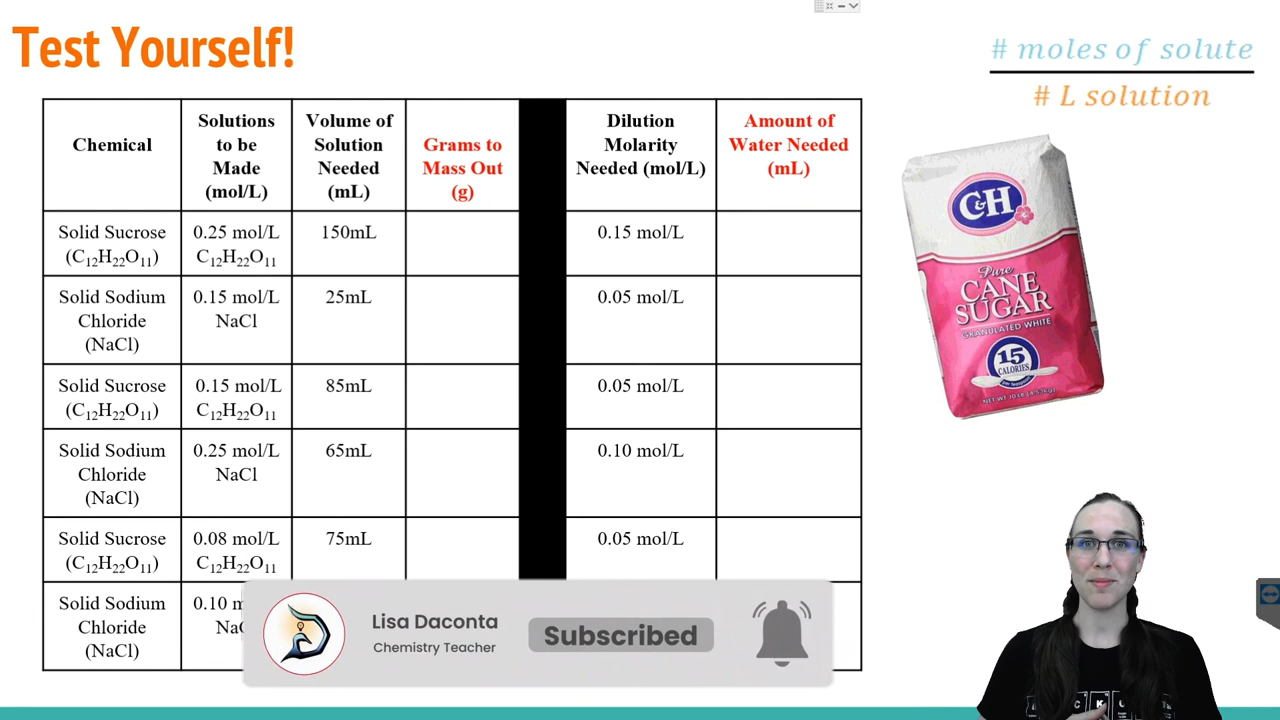 Test Yourself!
# moles of solute
# L solution
Chemical
Solutions
to be
Made
(mol/L)
Volume of
Solution
Needed
(mL)
Grams to
Mass Out
(g)
Dilution
Molarity
Needed (mol/L)
Amount of
Water Needed
(mL)
Solid Sucrose
(C₁₂H₂₂O₁₁)
0.25 mol/L
C₁₂H₂₂O₁₁
150mL
0.15 mol/L
Solid Sodium
Chloride
(NaCl)
0.15 mol/L
NaCl
25mL
0.05 mol/L
Solid Sucrose
(C₁₂H₂₂O₁₁)
0.15 mol/L
C₁₂H₂₂O₁₁
85mL
0.05 mol/L
Solid Sodium
Chloride
(NaCl)
0.25 mol/L
NaCl
65mL
0.10 mol/L
Solid Sucrose
(C₁₂H₂₂O₁₁)
0.08 mol/L
C₁₂H₂₂O₁₁
75mL
0.05 mol/L
Solid Sodium
Chloride
(NaCl)
0.10
C&H
Pure
CANE
SUGAR
GRANULATED WHITE
15
CALORIES
per teaspoon
Lisa Daconta
Chemistry Teacher
Subscribed